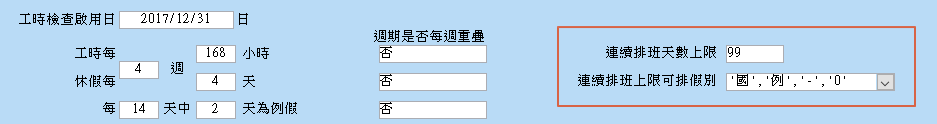 工時檢查啟用日 2017/12/31 日
週期是否每週重疊
工時每 168 小時 否 連續排班天數上限 99
4 週
休假每 4 天 否 連續排班上限可排假別 '國','例','-','0'
每 14 天中 2 天為例假 否